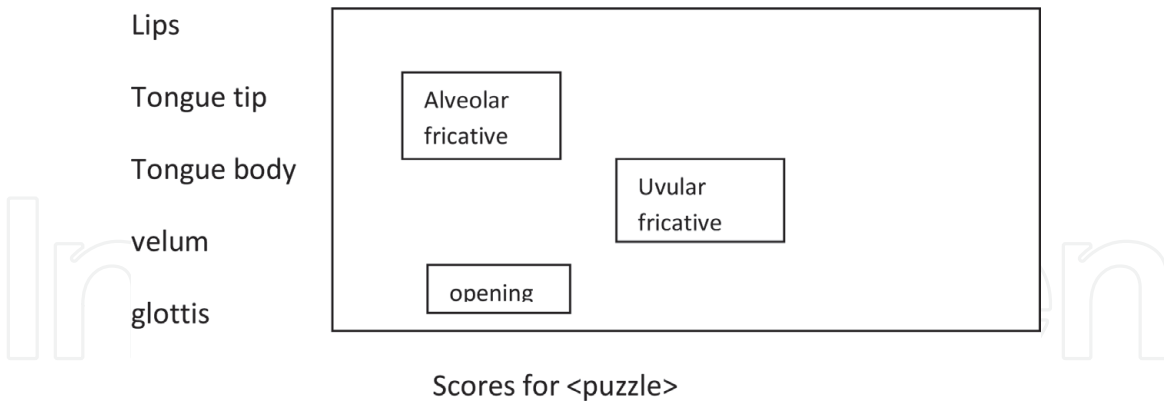 Lips
Tongue tip
Alveolar
fricative
Tongue body
Uvular
fricative
velum
opening
glottis
Scores for <puzzle>